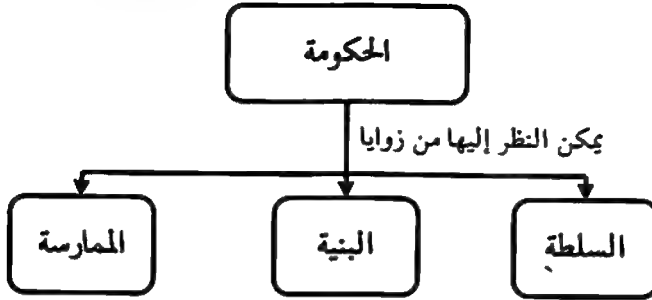 الحكومة
يمكن النظر إليها من زوايا
السلطة
البنية
الممارسة